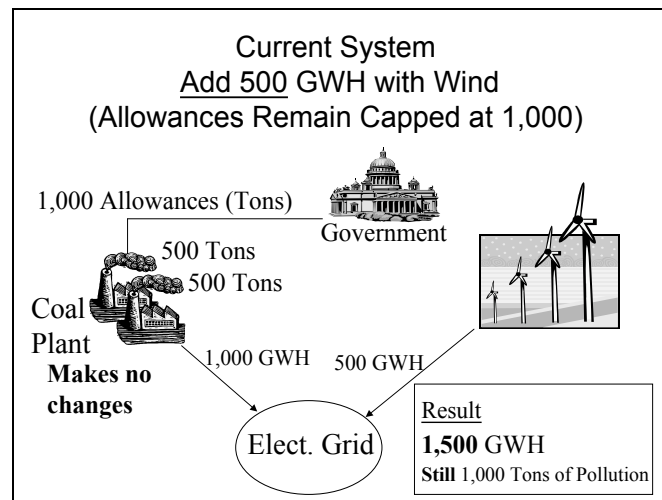 Current System
Add 500 GWH with Wind
(Allowances Remain Capped at 1,000)
1,000 Allowances (Tons)
Government
500 Tons
500 Tons
Coal
Plant
Makes no
changes
1,000 GWH
500 GWH
Elect. Grid
Result
1,500 GWH
Still 1,000 Tons of Pollution